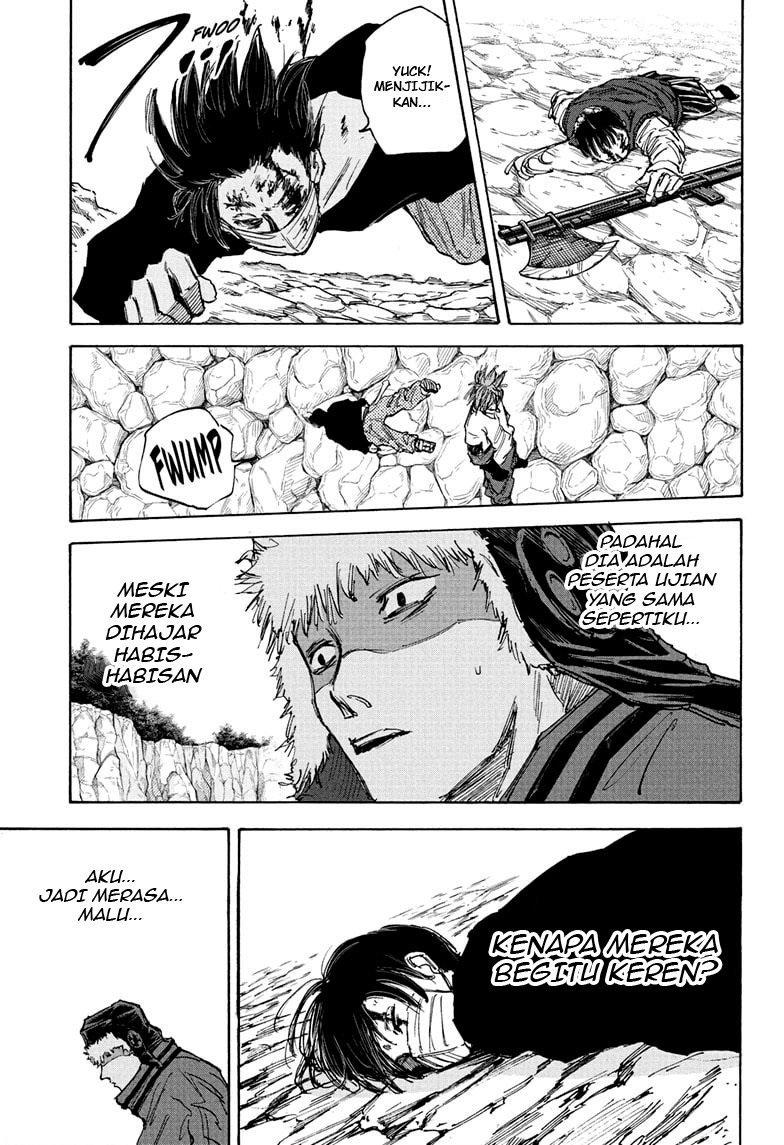 FWOO
YUCK!
MENJIJIK-
KAN...
FWUMP
PADAHAL
DIA ADALAH
PESERTA UJIAN
YANG SAMA
SEPERTIKU...
MESKI
MEREKA
DIHAJAR
HABIS-
HABISAN
KENAPA MEREKA
BEGITU KEREN?
AKU...
JADI MERASA...
MALU...